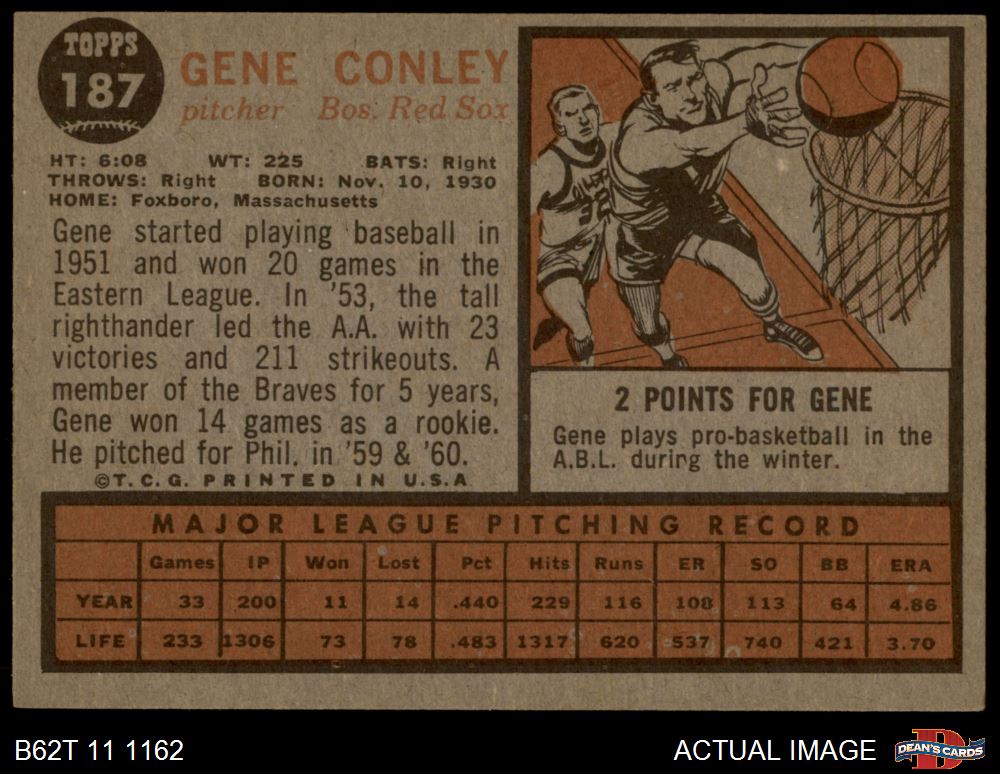 TOPPS
187
GENE CONLEY
pitcher Bos. Red Sox
HT: 6:08 WT: 225 BATS: Right
THROWS: Right BORN: Nov. 10, 1930
HOME: Foxboro, Massachusetts
Gene started playing baseball in
1951 and won 20 games in the
Eastern League. In '53, the tall
righthander led the A.A. with 23
victories and 211 strikeouts. A
member of the Braves for 5 years,
Gene won 14 games as a rookie.
He pitched for Phil. in '59 & '60.
©T.C.G. PRINTED IN U.S.A
2 POINTS FOR GENE
Gene plays pro-basketball in the
A.B.L. during the winter.
MAJOR LEAGUE PITCHING RECORD
Games IP Won Lost Pct Hits Runs ER SO BB ERA
YEAR 33 200 11 14 .440 229 116 108 113 64 4.86
LIFE 233 1306 73 78 .483 1317 620 537 740 421 3.70
B62T 11 1162
ACTUAL IMAGE
DEAN'S CARDS